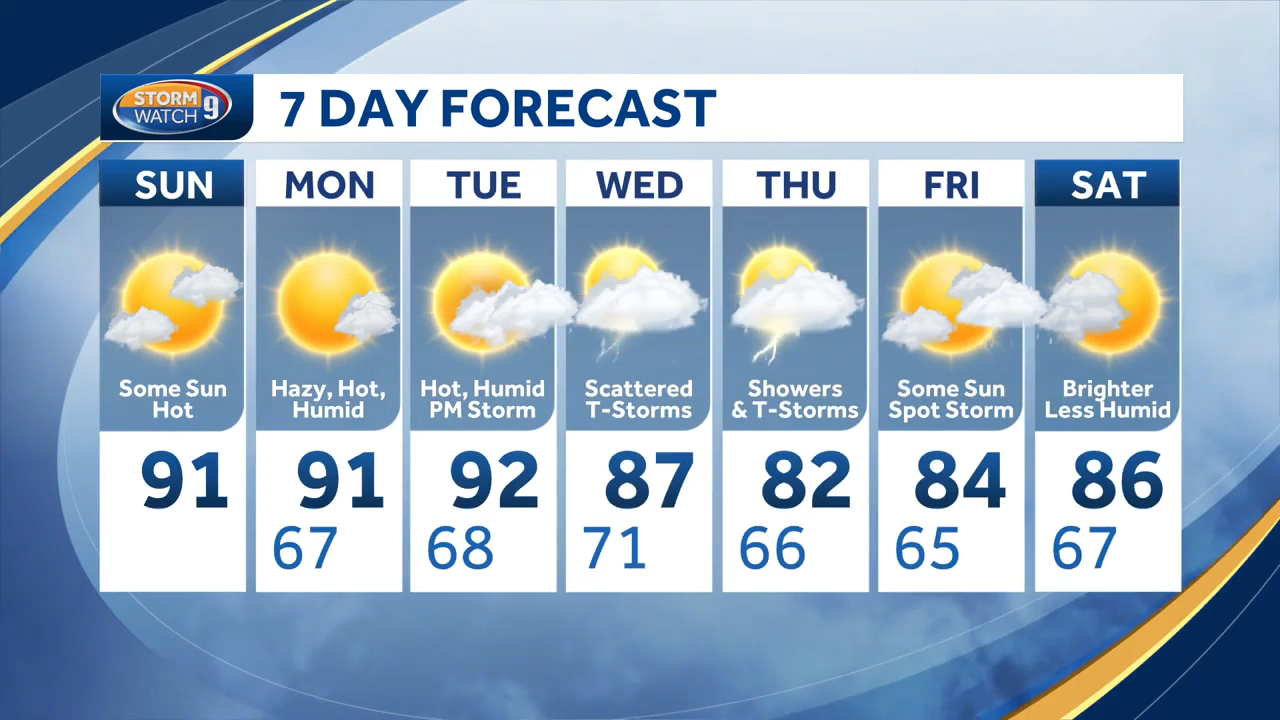 STORM
WATCH 9
7 DAY FORECAST
SUN
MON
TUE
WED
THU
FRI
SAT
Some Sun
Hot
Hazy, Hot,
Humid
Hot, Humid
PM Storm
Scattered
T-Storms
Showers
& T-Storms
Some Sun
Spot Storm
Brighter
Less Humid
91
91
92
87
82
84
86
67
68
71
66
65
67